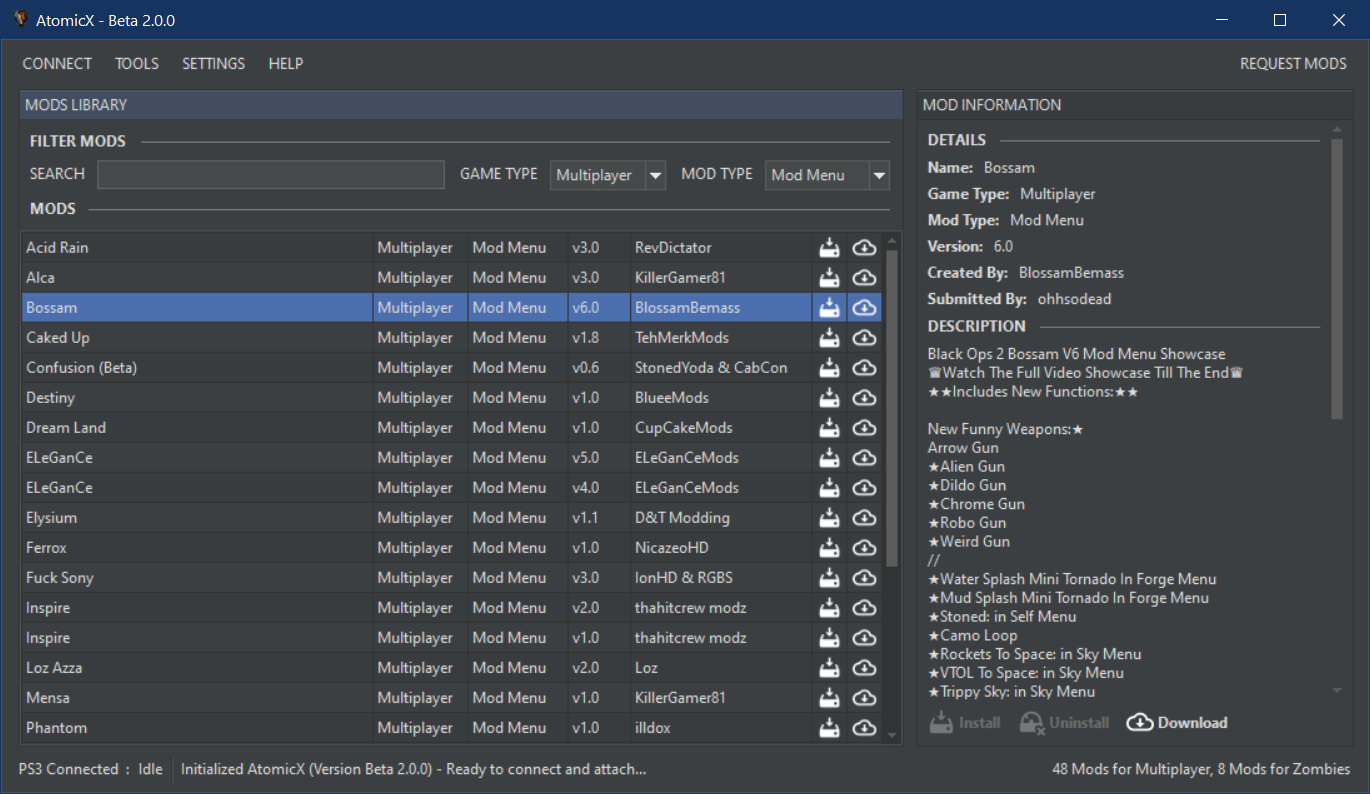 AtomicX - Beta 2.0.0
CONNECT TOOLS SETTINGS HELP REQUEST MODS
MODS LIBRARY
FILTER MODS
SEARCH GAME TYPE Multiplayer MOD TYPE Mod Menu
MODS
Acid Rain Multiplayer Mod Menu v3.0 RevDictator
Alca Multiplayer Mod Menu v3.0 KillerGamer81
Bossam Multiplayer Mod Menu v6.0 BlossamBemass
Caked Up Multiplayer Mod Menu v1.8 TehMerkMods
Confusion (Beta) Multiplayer Mod Menu v0.6 StonedYoda & CabCon
Destiny Multiplayer Mod Menu v1.0 BlueeMods
Dream Land Multiplayer Mod Menu v1.0 CupCakeMods
ELeGanCe Multiplayer Mod Menu v5.0 ELeGanCeMods
ELeGanCe Multiplayer Mod Menu v4.0 ELeGanCeMods
Elysium Multiplayer Mod Menu v1.1 D&T Modding
Ferrox Multiplayer Mod Menu v1.0 NicazeoHD
Fuck Sony Multiplayer Mod Menu v3.0 IonHD & RGBS
Inspire Multiplayer Mod Menu v2.0 thahitcrew modz
Inspire Multiplayer Mod Menu v1.0 thahitcrew modz
Loz Azza Multiplayer Mod Menu v2.0 Loz
Mensa Multiplayer Mod Menu v1.0 KillerGamer81
Phantom Multiplayer Mod Menu v1.0 illdox
MOD INFORMATION
DETAILS
Name: Bossam
Game Type: Multiplayer
Mod Type: Mod Menu
Version: 6.0
Created By: BlossamBemass
Submitted By: ohhsodead
DESCRIPTION
Black Ops 2 Bossam V6 Mod Menu Showcase
♛Watch The Full Video Showcase Till The End♛
★★Includes New Functions:★★
New Funny Weapons:★
Arrow Gun
★Alien Gun
★Dildo Gun
★Chrome Gun
★Robo Gun
★Weird Gun
//
★Water Splash Mini Tornado In Forge Menu
★Mud Splash Mini Tornado In Forge Menu
★Stoned: in Self Menu
★Camo Loop
★Rockets To Space: in Sky Menu
★VTOL To Space: in Sky Menu
★Trippy Sky: in Sky Menu
Install Uninstall Download
PS3 Connected : Idle Initialized AtomicX (Version Beta 2.0.0) - Ready to connect and attach... 48 Mods for Multiplayer, 8 Mods for Zombies